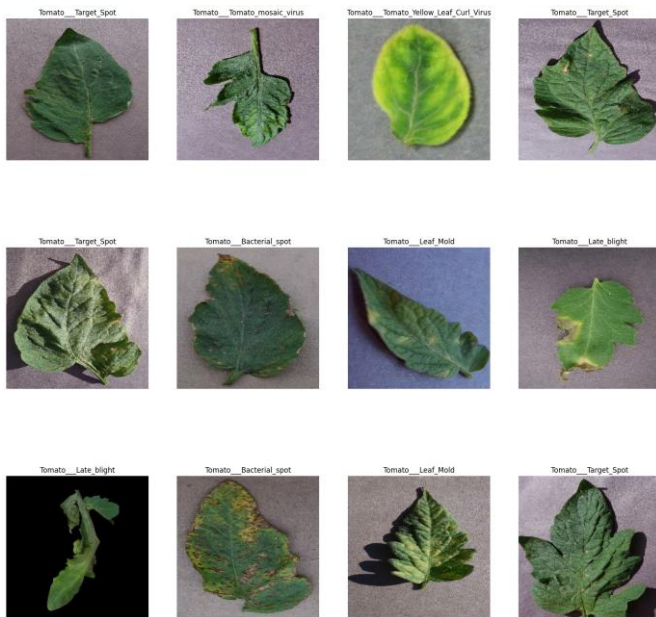 Tomato___Target_Spot
Tomato___Tomato_mosaic_virus
Tomato___Tomato_Yellow_Leaf_Curl_Virus
Tomato___Target_Spot
Tomato___Target_Spot
Tomato___Bacterial_spot
Tomato___Leaf_Mold
Tomato___Late_blight
Tomato___Late_blight
Tomato___Bacterial_spot
Tomato___Leaf_Mold
Tomato___Target_Spot